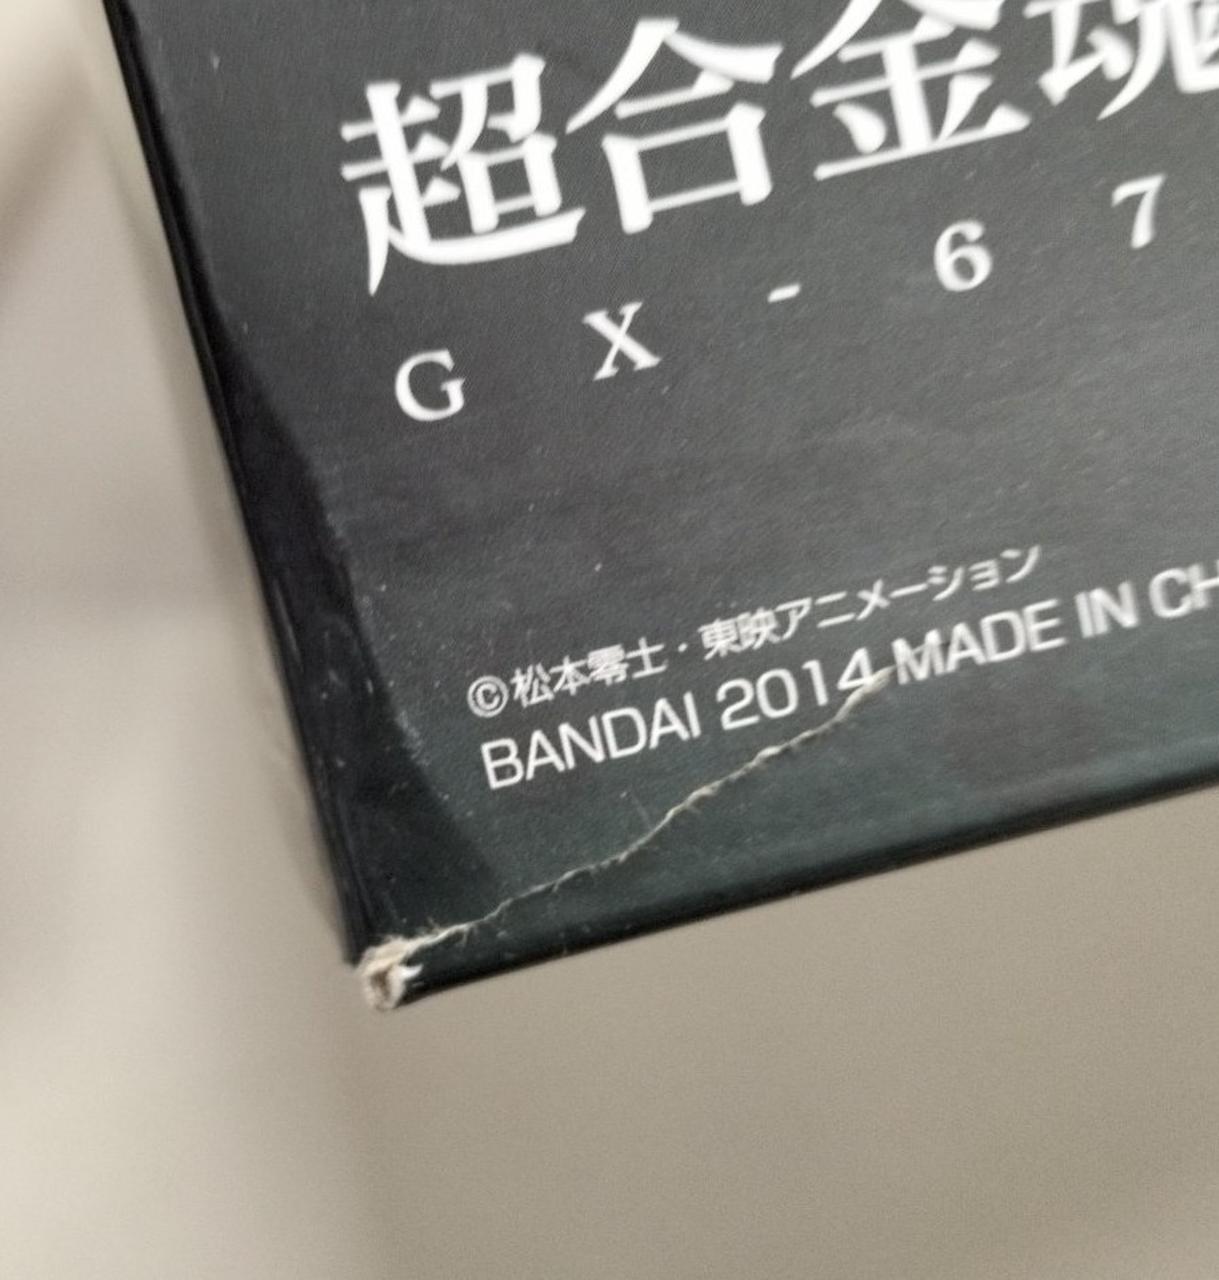 超合金魂
GX-67
©松本零士・東映アニメーション
BANDAI 2014 MADE IN CH